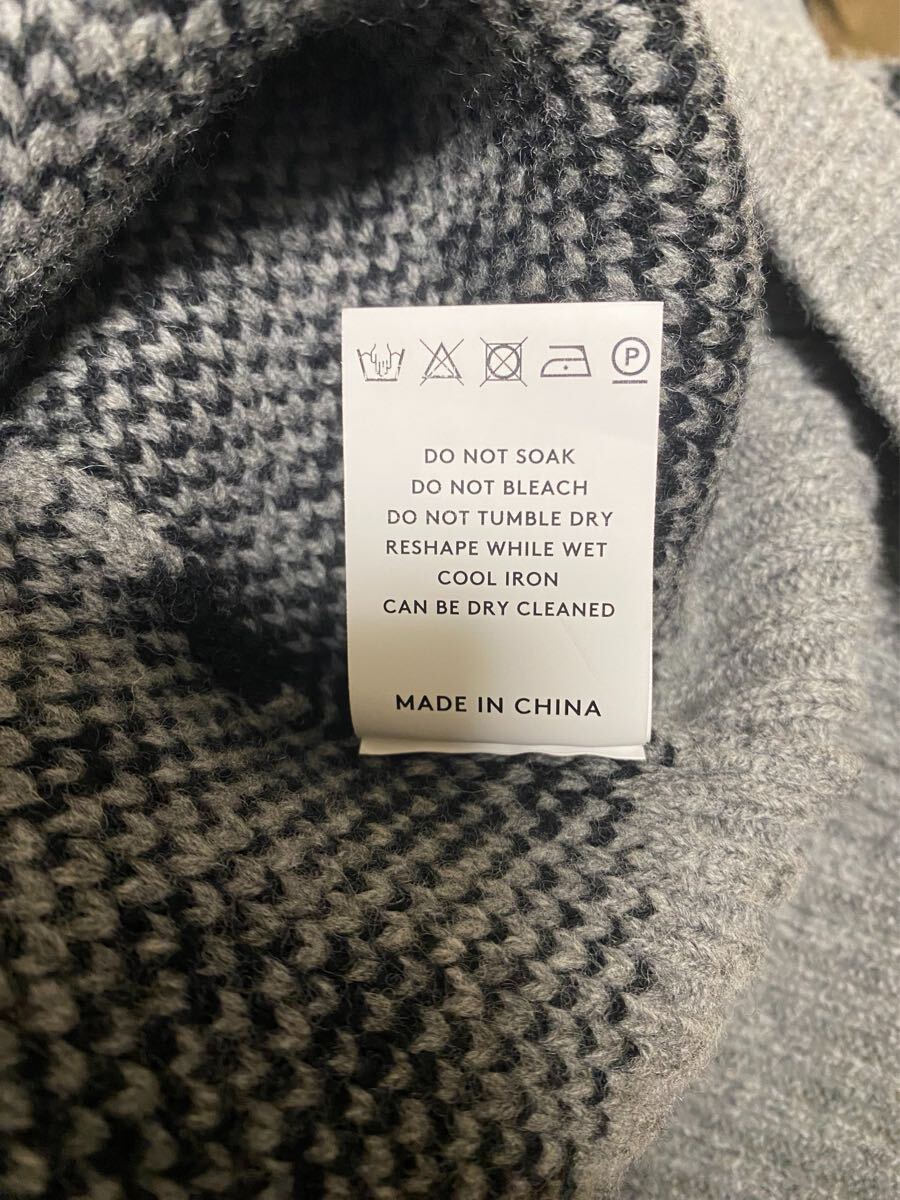 P
DO NOT SOAK
DO NOT BLEACH
DO NOT TUMBLE DRY
RESHAPE WHILE WET
COOL IRON
CAN BE DRY CLEANED
MADE IN CHINA